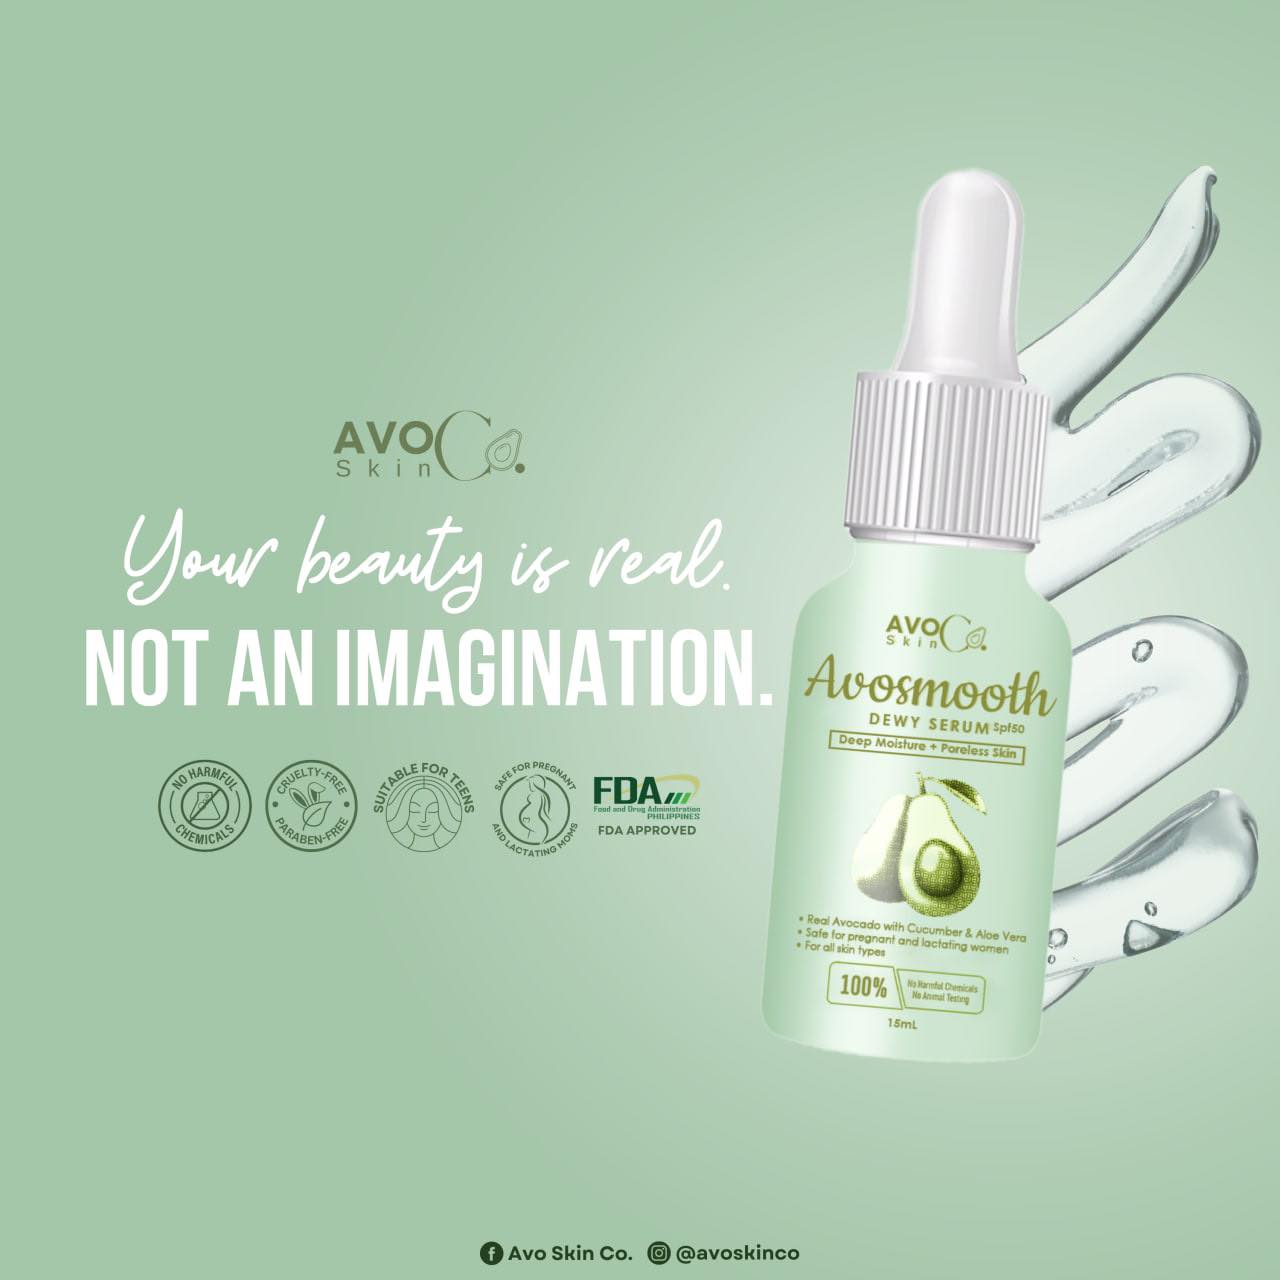 AVO Co.
Skin
Your beauty is real.
NOT AN IMAGINATION.
NO HARMFUL
CHEMICALS
CRUELTY-FREE
PARABEN-FREE
SUITABLE FOR TEENS
SAFE FOR PREGNANT
AND LACTATING MOMS
FDA
Food and Drug Administration
PHILIPPINES
FDA APPROVED
AVO Co.
Skin
Avosmooth
DEWY SERUM Spf50
Deep Moisture + Poreless Skin
• Real Avocado with Cucumber & Aloe Vera
• Safe for pregnant and lactating women
• For all skin types
100%
No Harmful Chemicals
No Animal Testing
15mL
Avo Skin Co. @avoskinco